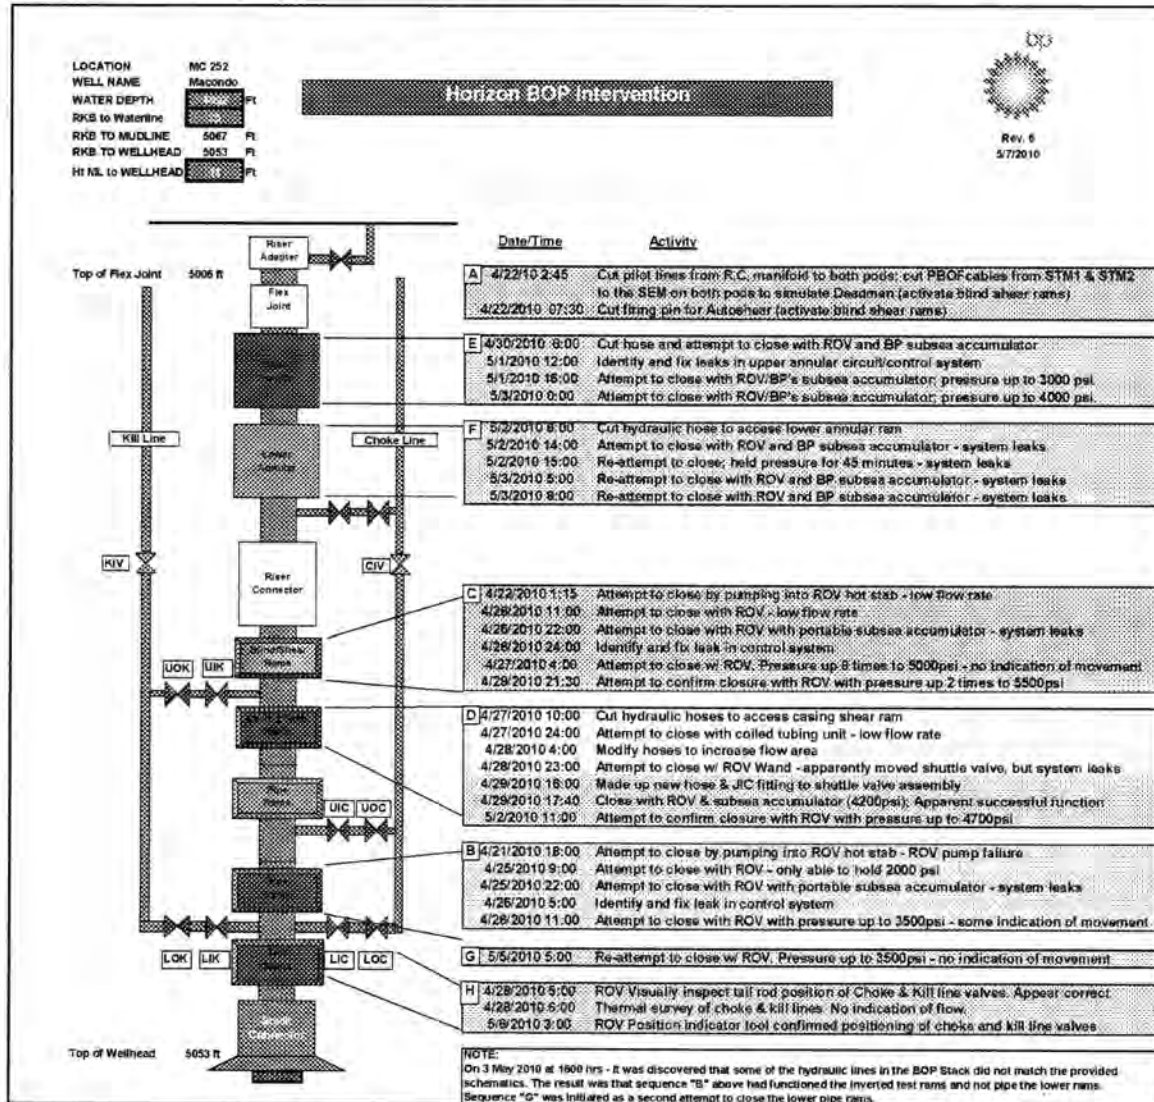 bp
LOCATION MC 252
WELL NAME Macondo
WATER DEPTH Ft
RKB to Waterline
RKB TO MUDLINE 5067 Ft
RKB TO WELLHEAD 5053 Ft
Ht ML to WELLHEAD Ft
Horizon BOP Intervention
Rev. 6
5/7/2010
Date/Time Activity
Riser
Adapter
Top of Flex Joint 5006 ft
Flex
Joint
A 4/22/10 2:45 Cut pilot lines from R.C. manifold to both pods; cut PBOF cables from STM1 & STM2
to the SEM on both pods to simulate Deadman (activate blind shear rams)
4/22/2010 07:30 Cut firing pin for Autoshear (activate blind shear rams)
E 4/30/2010 6:00 Cut hose and attempt to close with ROV and BP subsea accumulator
5/1/2010 12:00 Identify and fix leaks in upper annular circuit/control system
5/1/2010 16:00 Attempt to close with ROV/BP's subsea accumulator; pressure up to 3000 psi.
5/3/2010 0:00 Attempt to close with ROV/BP's subsea accumulator; pressure up to 4000 psi.
Kill Line
Choke Line
Lower
Annular
F 5/2/2010 8:00 Cut hydraulic hose to access lower annular ram
5/2/2010 14:00 Attempt to close with ROV and BP subsea accumulator - system leaks
5/2/2010 15:00 Re-attempt to close; held pressure for 45 minutes - system leaks
5/3/2010 5:00 Re-attempt to close with ROV and BP subsea accumulator - system leaks
5/3/2010 8:00 Re-attempt to close with ROV and BP subsea accumulator - system leaks
KIV
CIV
Riser
Connector
C 4/22/2010 1:15 Attempt to close by pumping into ROV hot stab - low flow rate
4/26/2010 11:00 Attempt to close with ROV - low flow rate
4/26/2010 22:00 Attempt to close with ROV with portable subsea accumulator - system leaks
4/26/2010 24:00 Identify and fix leak in control system
4/27/2010 4:00 Attempt to close w/ ROV. Pressure up 8 times to 5000psi - no indication of movement
4/29/2010 21:30 Attempt to confirm closure with ROV with pressure up 2 times to 5500psi
Blind/Shear
Rams
UOK UIK
D 4/27/2010 10:00 Cut hydraulic hoses to access casing shear ram
4/27/2010 24:00 Attempt to close with coiled tubing unit - low flow rate
4/28/2010 4:00 Modify hoses to increase flow area
4/28/2010 23:00 Attempt to close w/ ROV Wand - apparently moved shuttle valve, but system leaks
4/29/2010 16:00 Made up new hose & JIC fitting to shuttle valve assembly
4/29/2010 17:40 Close with ROV & subsea accumulator (4200psi); Apparent successful function
5/2/2010 11:00 Attempt to confirm closure with ROV with pressure up to 4700psi
Pipe
Rams
UIC UOC
B 4/21/2010 18:00 Attempt to close by pumping into ROV hot stab - ROV pump failure
4/25/2010 9:00 Attempt to close with ROV - only able to hold 2000 psi
4/25/2010 22:00 Attempt to close with ROV with portable subsea accumulator - system leaks
4/26/2010 5:00 Identify and fix leak in control system
4/26/2010 11:00 Attempt to close with ROV with pressure up to 3500psi - some indication of movement
LOK LIK LIC LOC
G 5/5/2010 5:00 Re-attempt to close w/ ROV. Pressure up to 3500psi - no indication of movement
H 4/28/2010 5:00 ROV Visually inspect tail rod position of Choke & Kill line valves. Appear correct
4/28/2010 6:00 Thermal survey of choke & kill lines. No indication of flow.
5/6/2010 3:00 ROV Position Indicator tool confirmed positioning of choke and kill line valves
Top of Wellhead 5053 ft
NOTE:
On 3 May 2010 at 1600 hrs - it was discovered that some of the hydraulic lines in the BOP Stack did not match the provided
schematics. The result was that sequence "B" above had functioned the inverted test rams and not pipe the lower rams.
Sequence "G" was initiated as a second attempt to close the lower pipe rams.